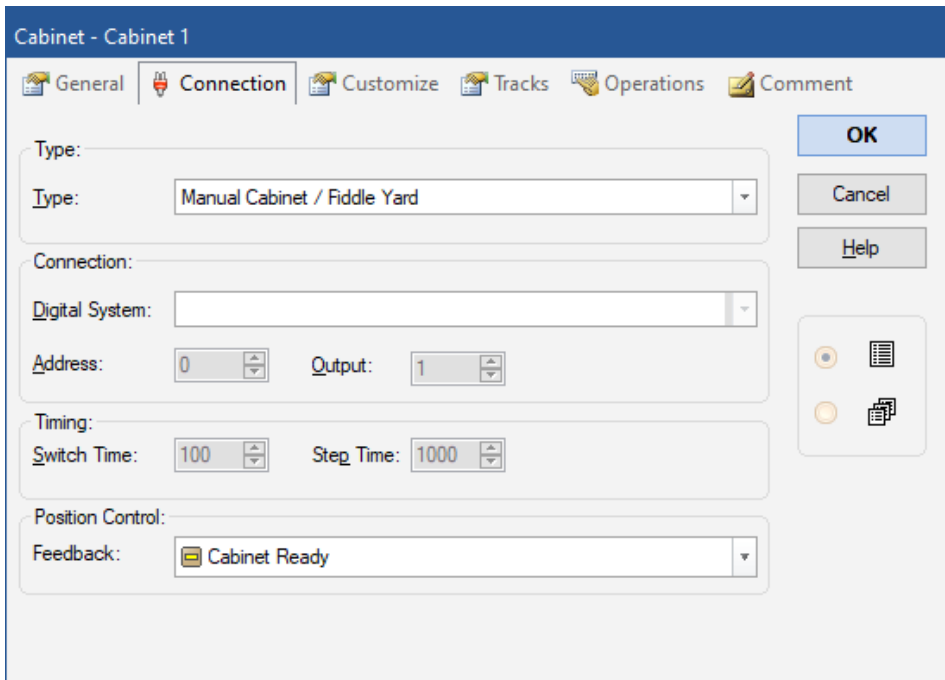 Cabinet - Cabinet 1
General Connection Customize Tracks Operations Comment
OK
Cancel
Help
Type:
Type: Manual Cabinet / Fiddle Yard
Connection:
Digital System:
Address: 0 Output: 1
Timing:
Switch Time: 100 Step Time: 1000
Position Control:
Feedback: Cabinet Ready